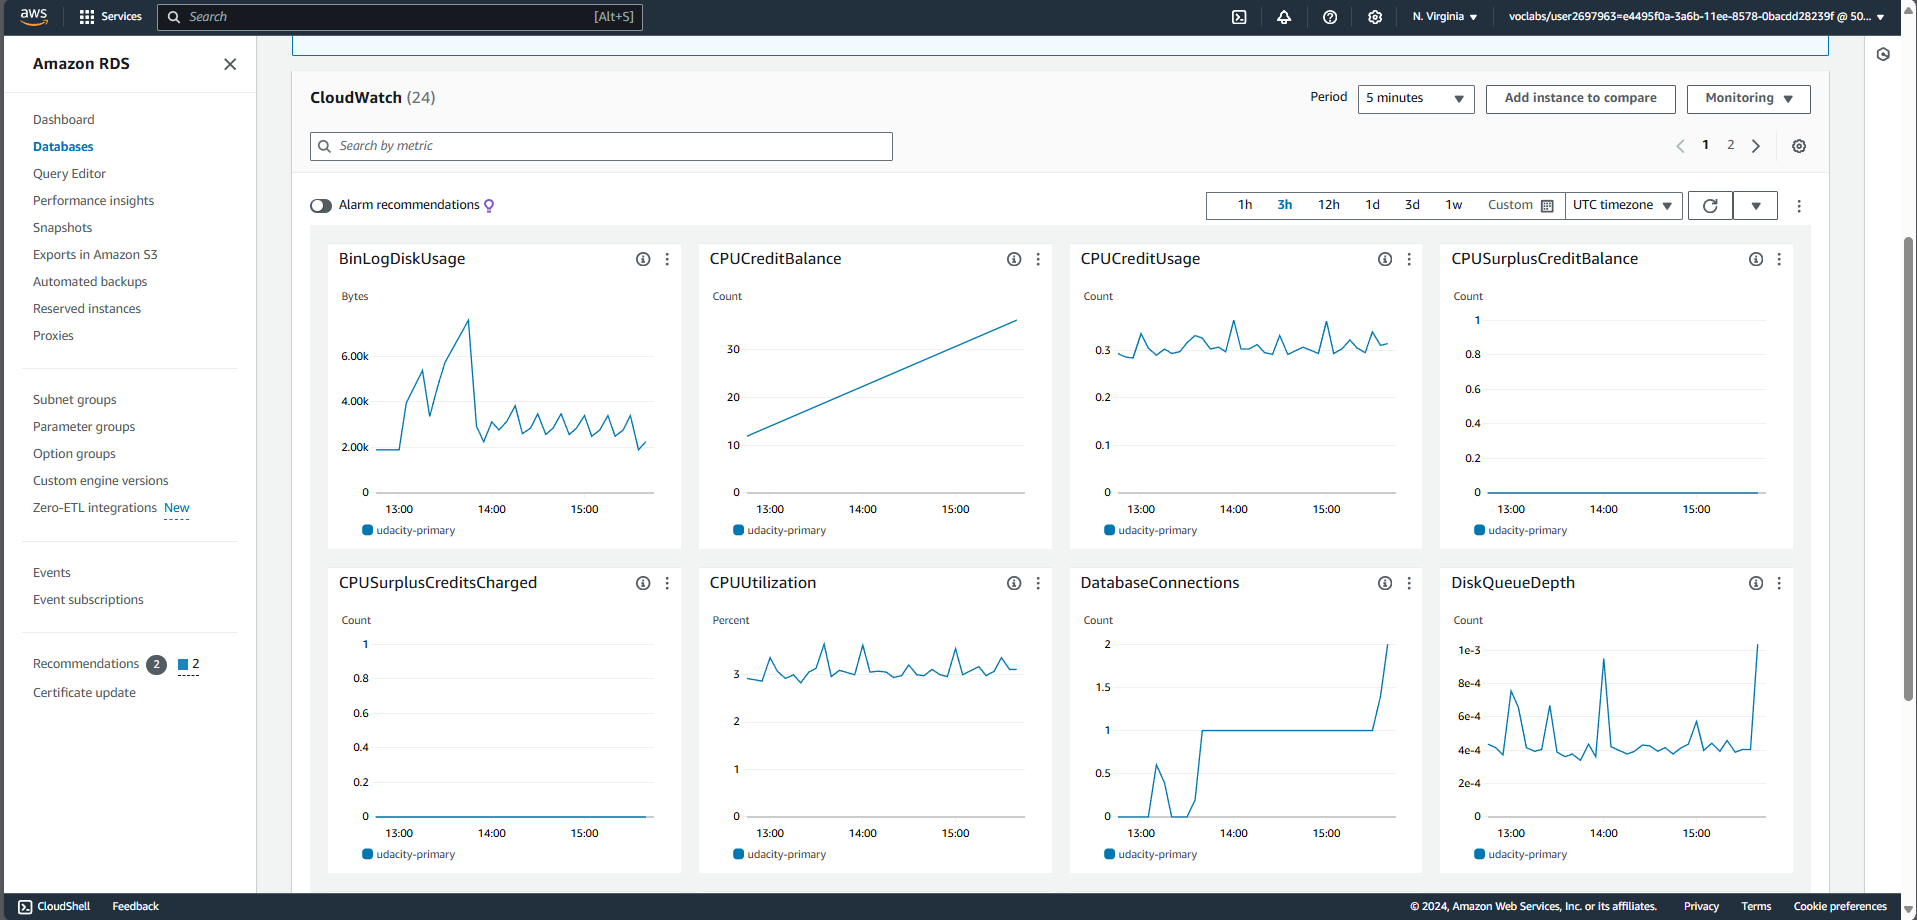 aws
Services
Search
[Alt+S]
N. Virginia
voclabs/user2697963=e4495f0a-3a6b-11ee-8578-0bacdd28239f @ 50...
Amazon RDS
Dashboard
Databases
Query Editor
Performance insights
Snapshots
Exports in Amazon S3
Automated backups
Reserved instances
Proxies
Subnet groups
Parameter groups
Option groups
Custom engine versions
Zero-ETL integrations New
Events
Event subscriptions
Recommendations 2 2
Certificate update
CloudWatch (24)
Period
5 minutes
Add instance to compare
Monitoring
Search by metric
1 2
Alarm recommendations
1h 3h 12h 1d 3d 1w Custom
UTC timezone
BinLogDiskUsage
Bytes
6.00k
4.00k
2.00k
0
13:00 14:00 15:00
udacity-primary
CPUCreditBalance
Count
30
20
10
0
13:00 14:00 15:00
udacity-primary
CPUCreditUsage
Count
0.3
0.2
0.1
0
13:00 14:00 15:00
udacity-primary
CPUSurplusCreditBalance
Count
1
0.8
0.6
0.4
0.2
0
13:00 14:00 15:00
udacity-primary
CPUSurplusCreditsCharged
Count
1
0.8
0.6
0.4
0.2
0
13:00 14:00 15:00
udacity-primary
CPUUtilization
Percent
3
2
1
0
13:00 14:00 15:00
udacity-primary
DatabaseConnections
Count
2
1.5
1
0.5
0
13:00 14:00 15:00
udacity-primary
DiskQueueDepth
Count
1e-3
8e-4
6e-4
4e-4
2e-4
0
13:00 14:00 15:00
udacity-primary
CloudShell
Feedback
© 2024, Amazon Web Services, Inc. or its affiliates.
Privacy
Terms
Cookie preferences